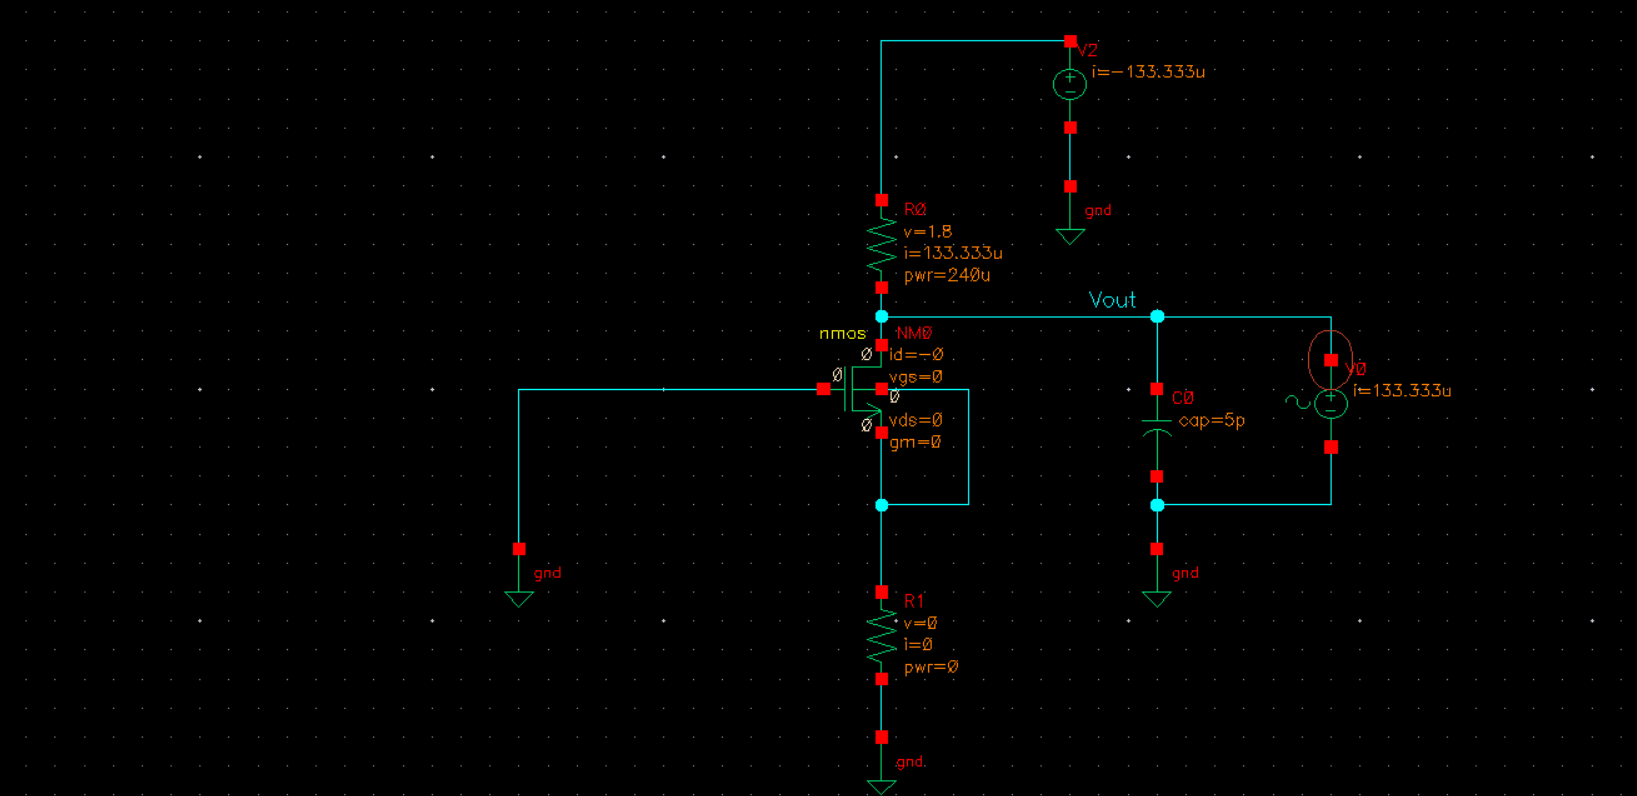 V2
i=-133.333u
gnd
R0
v=1.8
i=133.333u
pwr=240u
Vout
nmos
NM0
0
id=-0
0
vgs=0
0
vds=0
0
gm=0
C0
cap=5p
V0
i=133.333u
gnd
gnd
R1
v=0
i=0
pwr=0
gnd